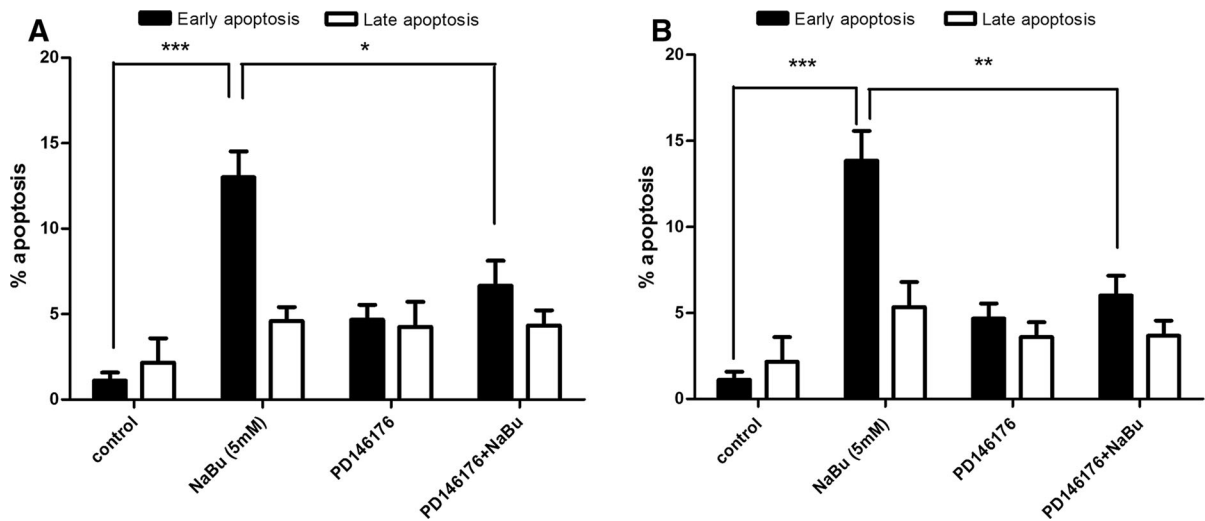 A
Early apoptosis Late apoptosis
***
*
20
15
10
5
0
% apoptosis
control
NaBu (5mM)
PD146176
PD146176+NaBu
B
Early apoptosis Late apoptosis
***
**
20
15
10
5
0
% apoptosis
control
NaBu (5mM)
PD146176
PD146176+NaBu